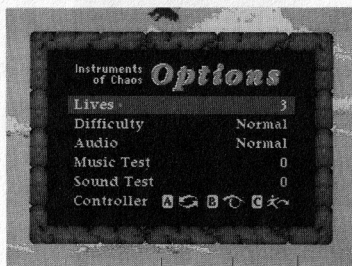 Instruments
of Chaos Options
Lives 3
Difficulty Normal
Audio Normal
Music Test 0
Sound Test 0
Controller A B C